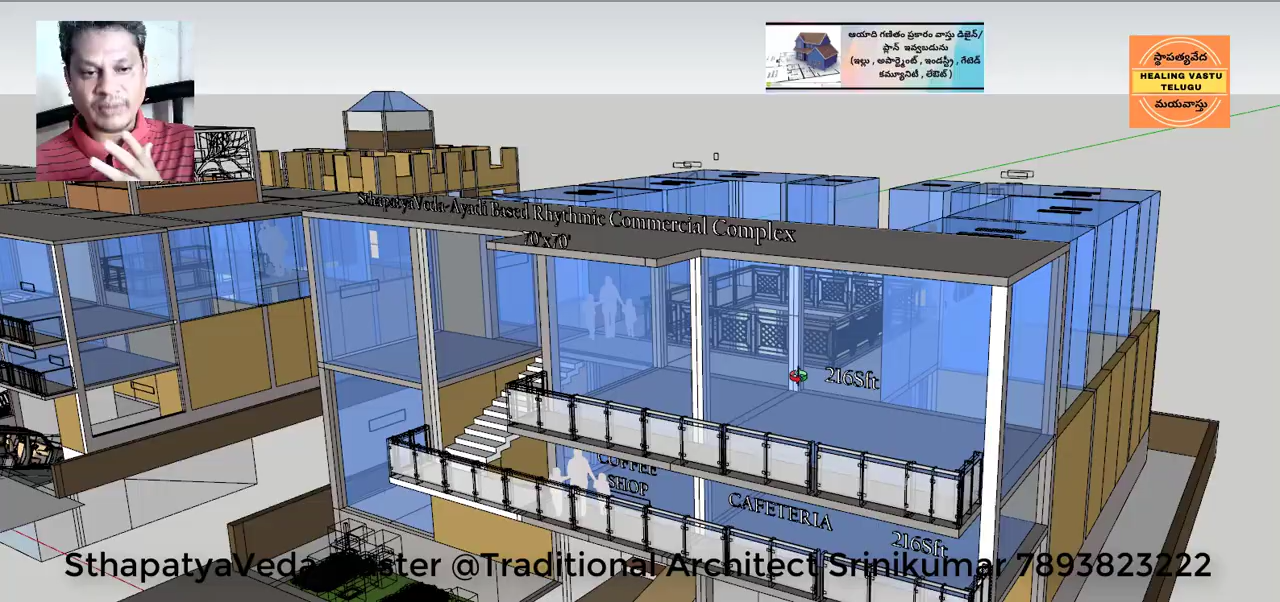 ఆయాది గణితం ప్రకారం వాస్తు డిజైన్/
ప్లాన్ ఇవ్వబడును
(ఇల్లు , అపార్ట్మెంట్ , ఇండస్ట్రీ , గేటెడ్
కమ్యూనిటీ , లేఔట్ )
స్థాపత్యవేద
HEALING VASTU
TELUGU
మయవాస్తు
SthapatyaVeda-Ayadi Based Rhythmic Commercial Complex
70'x70'
216Sft
COFFEE
SHOP
CAFETERIA
216Sft
SthapatyaVeda Master @Traditional Architect Srinikumar 7893823222